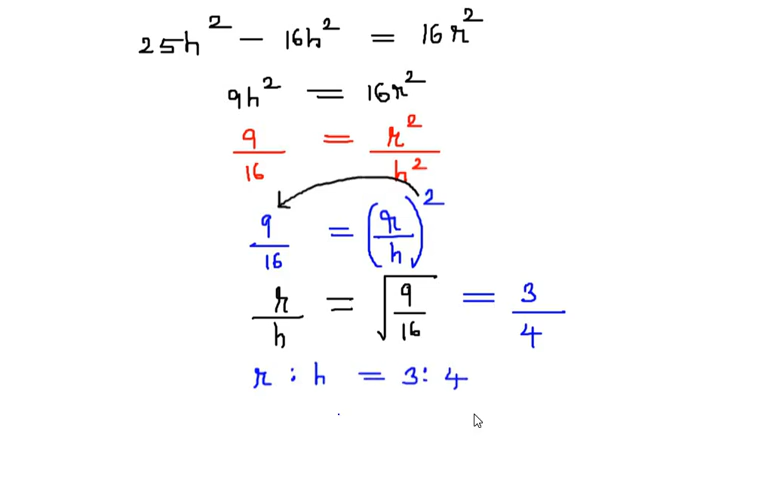 25h² − 16h² = 16r²
9h² = 16r²
9/16 = r²/h²
9/16 = (r/h)²
r/h = √(9/16) = 3/4
r : h = 3 : 4